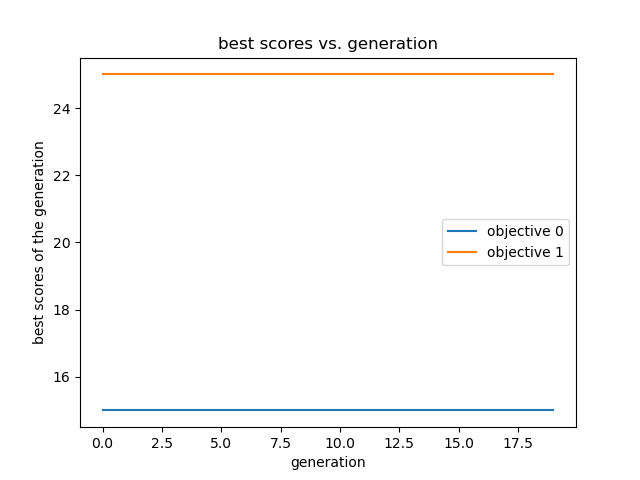 best scores vs. generation
best scores of the generation
24
22
20
18
16
objective 0
objective 1
0.0 2.5 5.0 7.5 10.0 12.5 15.0 17.5
generation